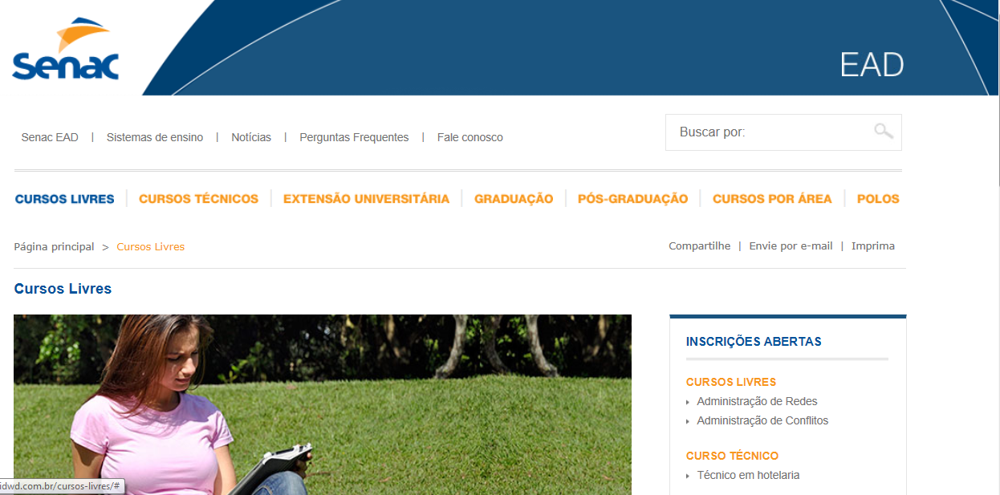 Senac
EAD
Senac EAD | Sistemas de ensino | Notícias | Perguntas Frequentes | Fale conosco
Buscar por:
CURSOS LIVRES | CURSOS TÉCNICOS | EXTENSÃO UNIVERSITÁRIA | GRADUAÇÃO | PÓS-GRADUAÇÃO | CURSOS POR ÁREA | POLOS
Página principal > Cursos Livres
Compartilhe | Envie por e-mail | Imprima
Cursos Livres
INSCRIÇÕES ABERTAS
CURSOS LIVRES
Administração de Redes
Administração de Conflitos
CURSO TÉCNICO
Técnico em hotelaria
idwd.com.br/cursos-livres/#